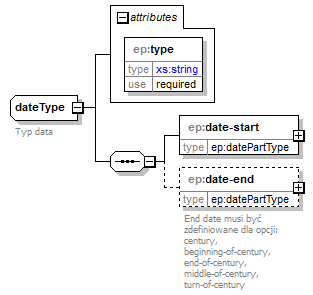 attributes
ep:type
type xs:string
use required
dateType
Typ data
ep:date-start
type ep:datePartType
ep:date-end
type ep:datePartType
End date musi być
zdefiniowane dla opcji:
century,
beginning-of-century,
end-of-century,
middle-of-century,
turn-of-century